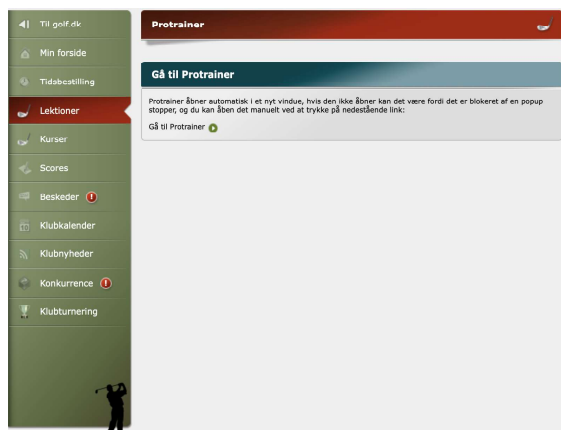 Til golf.dk
Min forside
Tidsbestilling
Lektioner
Kurser
Scores
Beskeder
Klubkalender
Klubnyheder
Konkurrence
Klubturnering
Protrainer
Gå til Protrainer
Protrainer åbner automatisk i et nyt vindue, hvis den ikke åbner kan det være fordi det er blokeret af en popup
stopper, og du kan åben det manuelt ved at trykke på nedestående link:
Gå til Protrainer